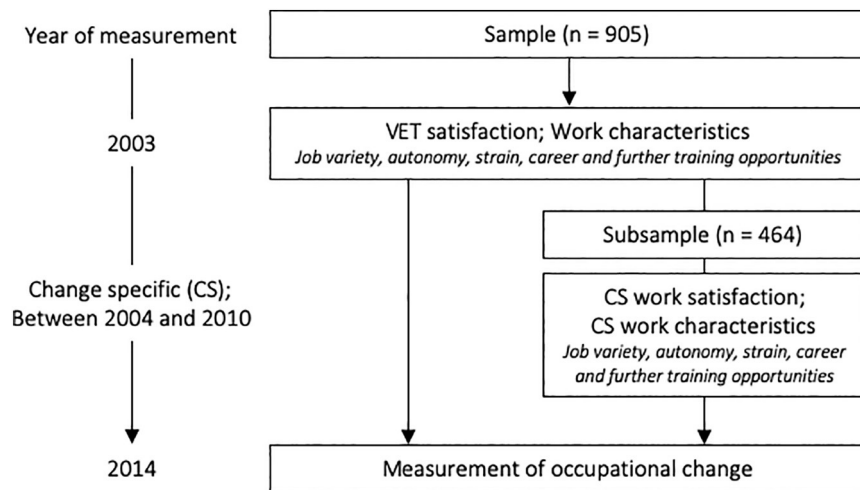 Year of measurement
Sample (n = 905)
2003
VET satisfaction; Work characteristics
Job variety, autonomy, strain, career and further training opportunities
Subsample (n = 464)
Change specific (CS);
Between 2004 and 2010
CS work satisfaction;
CS work characteristics
Job variety, autonomy, strain, career
and further training opportunities
2014
Measurement of occupational change